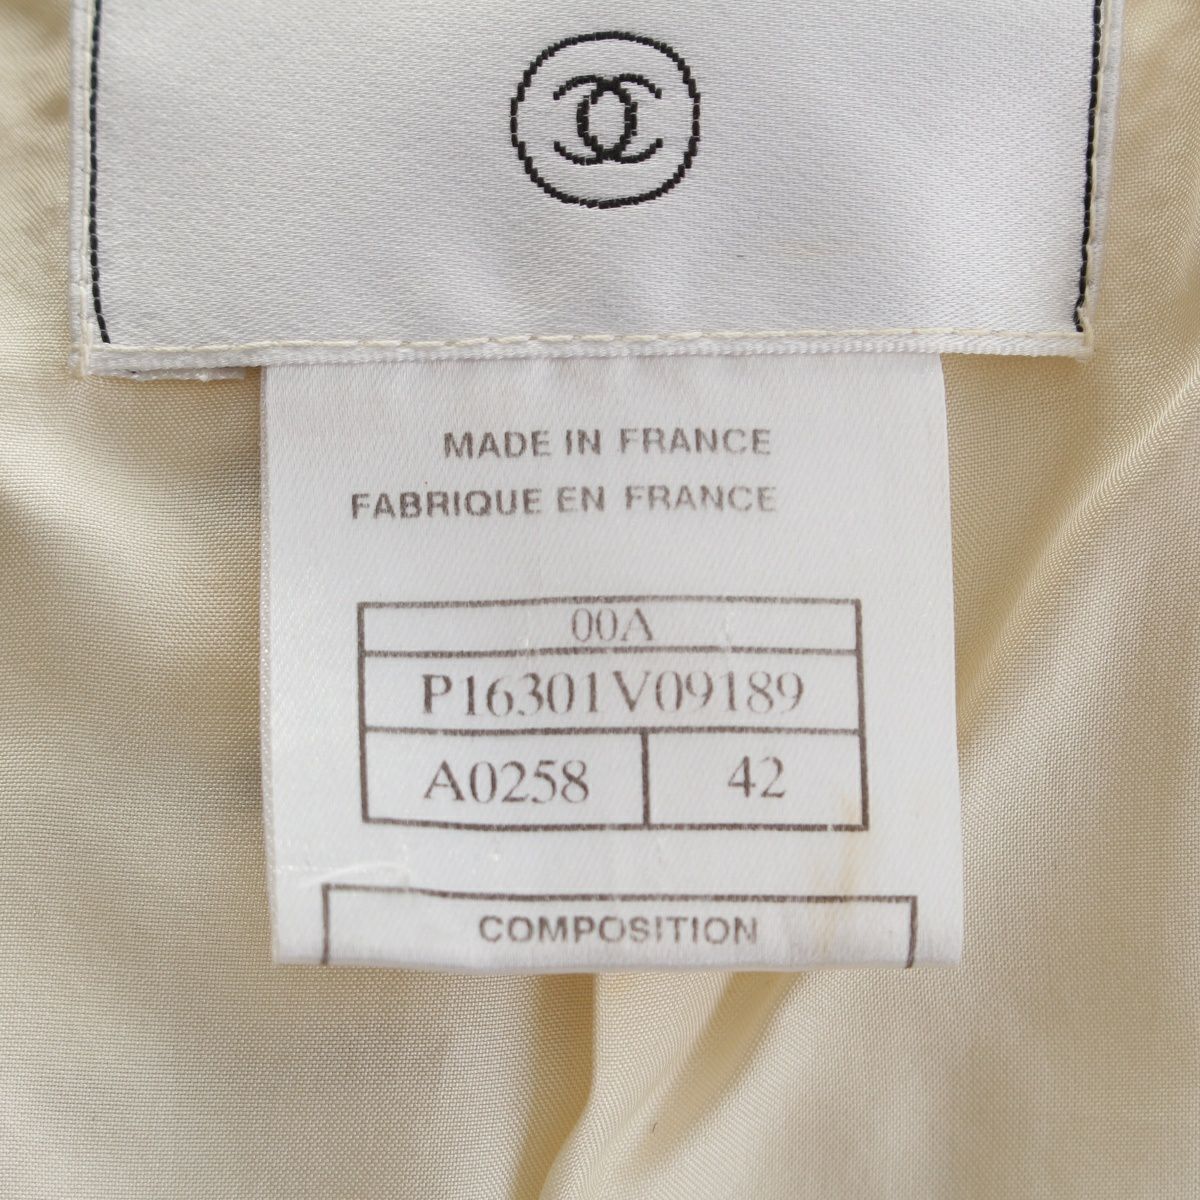 MADE IN FRANCE
FABRIQUE EN FRANCE
00A
P16301V09189
A0258 42
COMPOSITION